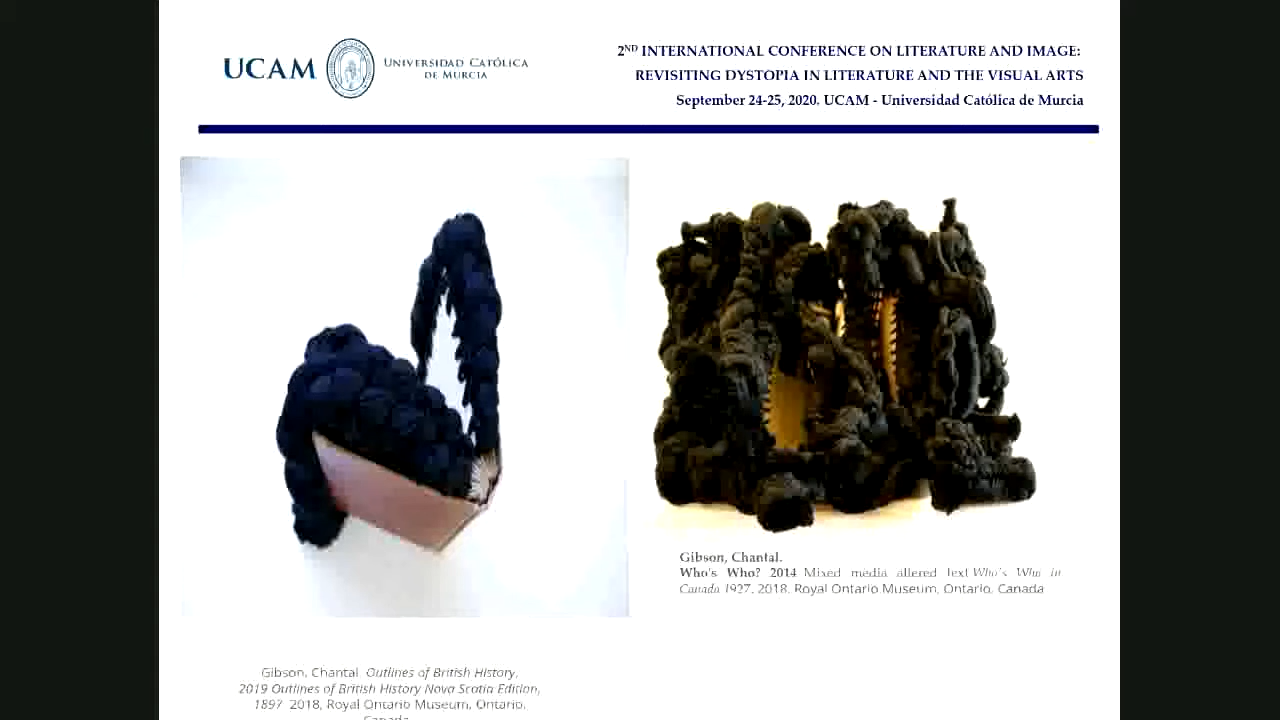 UCAM
UNIVERSIDAD CATÓLICA
DE MURCIA
2ND INTERNATIONAL CONFERENCE ON LITERATURE AND IMAGE:
REVISITING DYSTOPIA IN LITERATURE AND THE VISUAL ARTS
September 24-25, 2020. UCAM - Universidad Católica de Murcia
Gibson, Chantal.
Who's Who? 2014 Mixed media altered text Who's Who in
Canada 1927, 2018. Royal Ontario Museum, Ontario, Canada
Gibson, Chantal. Outlines of British History,
2019 Outlines of British History Nova Scotia Edition,
1897 2018, Royal Ontario Museum, Ontario,
Canada